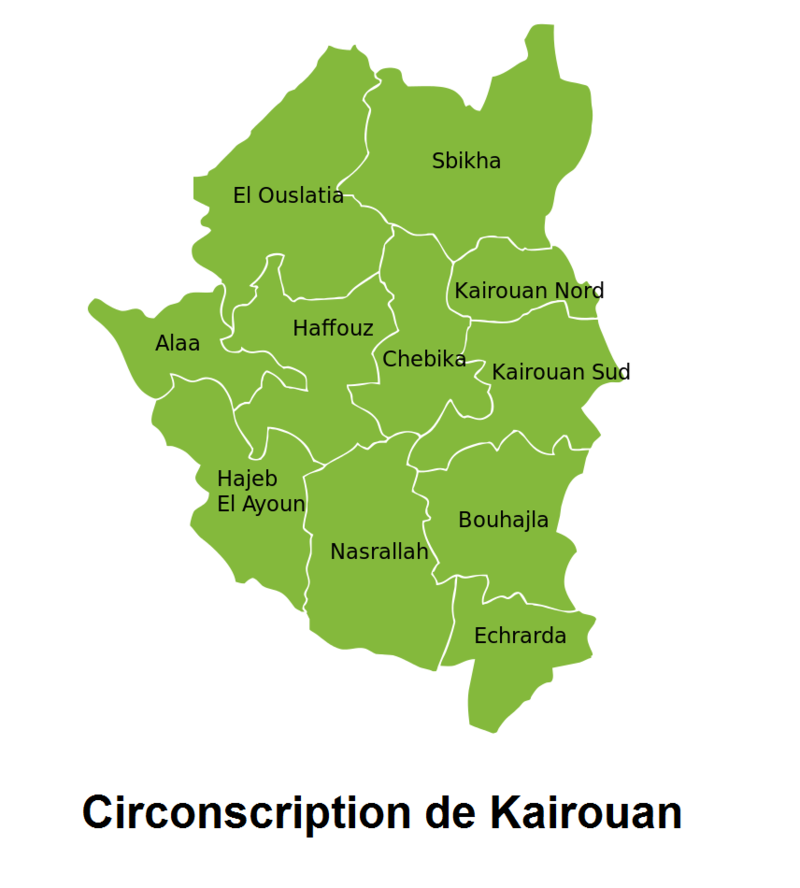 Sbikha
El Ouslatia
Kairouan Nord
Haffouz
Alaa
Chebika
Kairouan Sud
Hajeb
El Ayoun
Bouhajla
Nasrallah
Echrarda
Circonscription de Kairouan